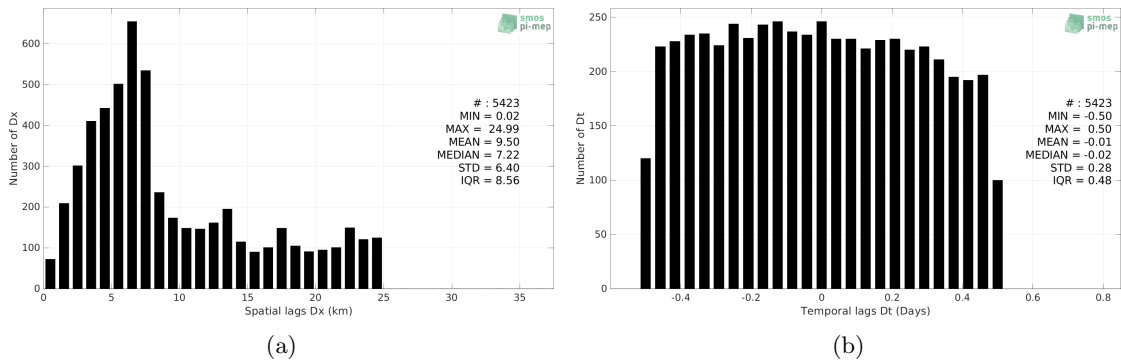 smos
pi-mep
600
500
400
300
200
100
0
Number of Dx
# : 5423
MIN = 0.02
MAX = 24.99
MEAN = 9.50
MEDIAN = 7.22
STD = 6.40
IQR = 8.56
0 5 10 15 20 25 30 35
Spatial lags Dx (km)
(a)
smos
pi-mep
250
200
150
100
50
0
Number of Dt
# : 5423
MIN = -0.50
MAX = 0.50
MEAN = -0.01
MEDIAN = -0.02
STD = 0.28
IQR = 0.48
-0.4 -0.2 0 0.2 0.4 0.6 0.8
Temporal lags Dt (Days)
(b)